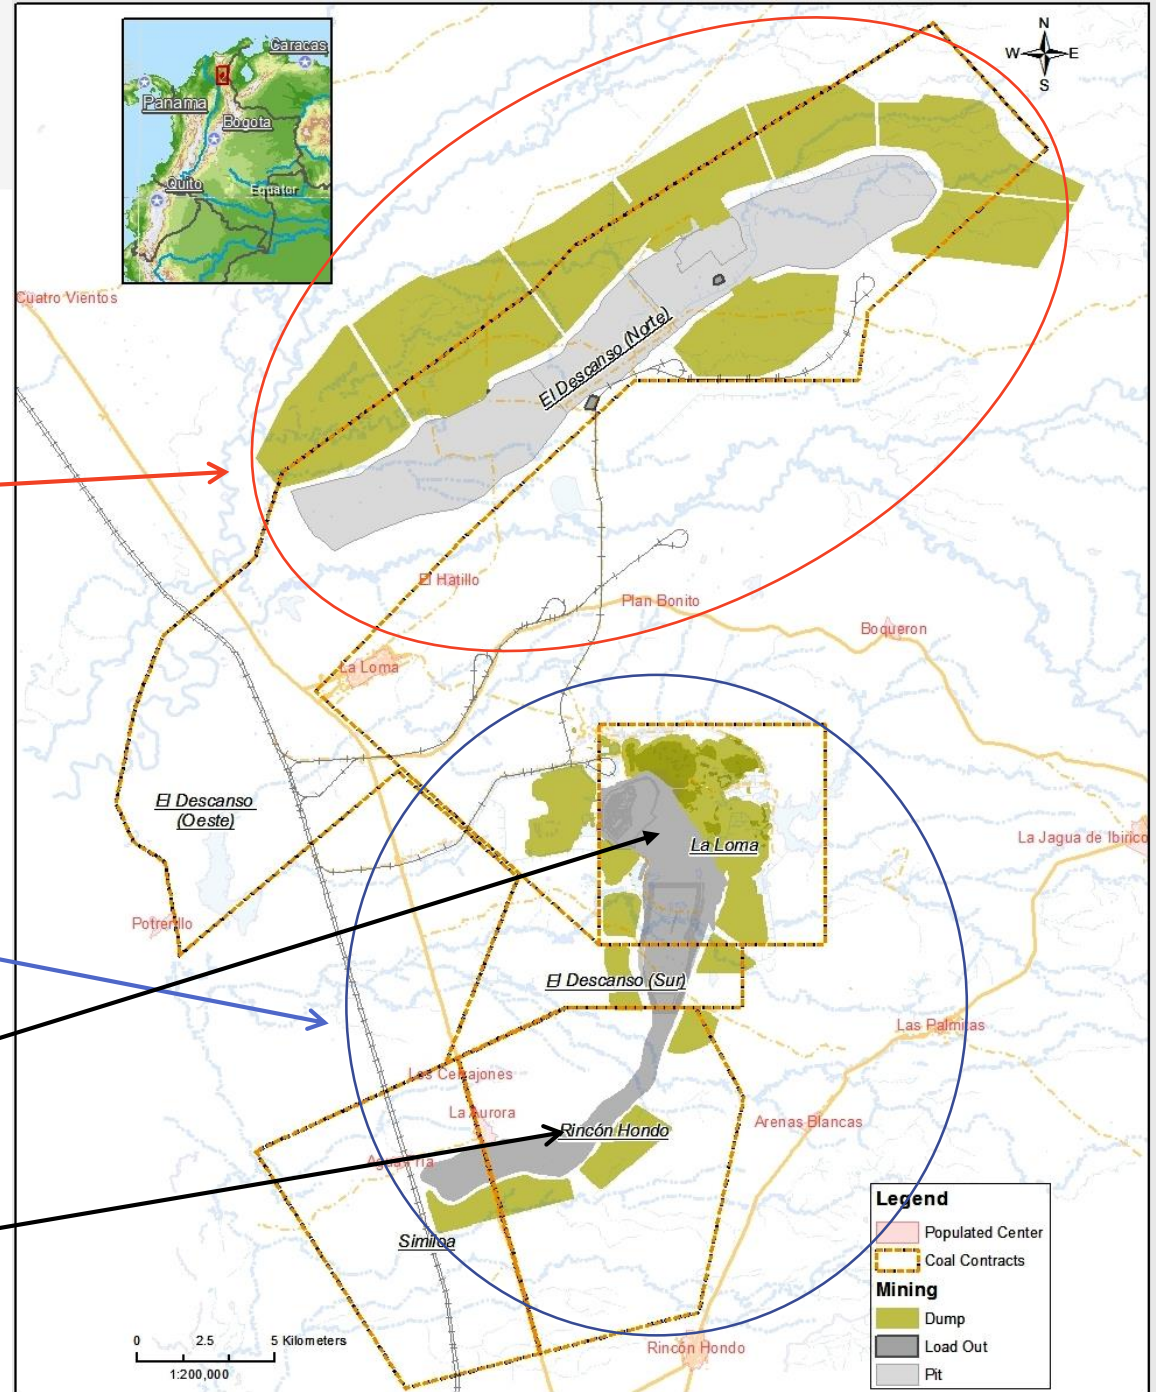 Caracas
Panama
Bogota
Quito
Equator
N
W E
S
Cuatro Vientos
El Descanso (Norte)
El Hatillo
Plan Bonito
Boqueron
La Loma
El Descanso
(Oeste)
La Loma
La Jagua de Ibirico
Potrerillo
El Descanso (Sur)
Las Palmitas
La Aurora
Arenas Blancas
Rincón Hondo
Similoa
Rincón Hondo
Legend
Populated Center
Coal Contracts
Mining
Dump
Load Out
Pit
0 2.5 5 Kilometers
1:200,000